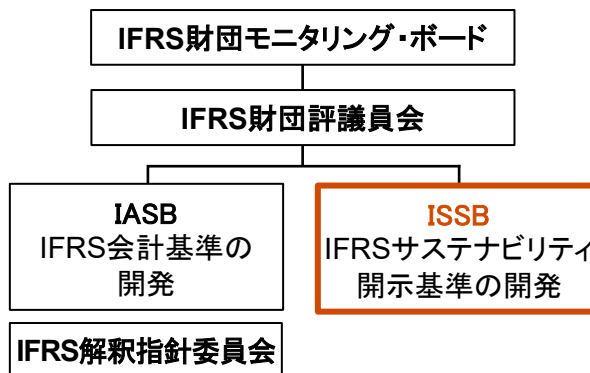 IFRS財団モニタリング・ボード
IFRS財団評議員会
IASB
IFRS会計基準の
開発
ISSB
IFRSサステナビリティ
開示基準の開発
IFRS解釈指針委員会